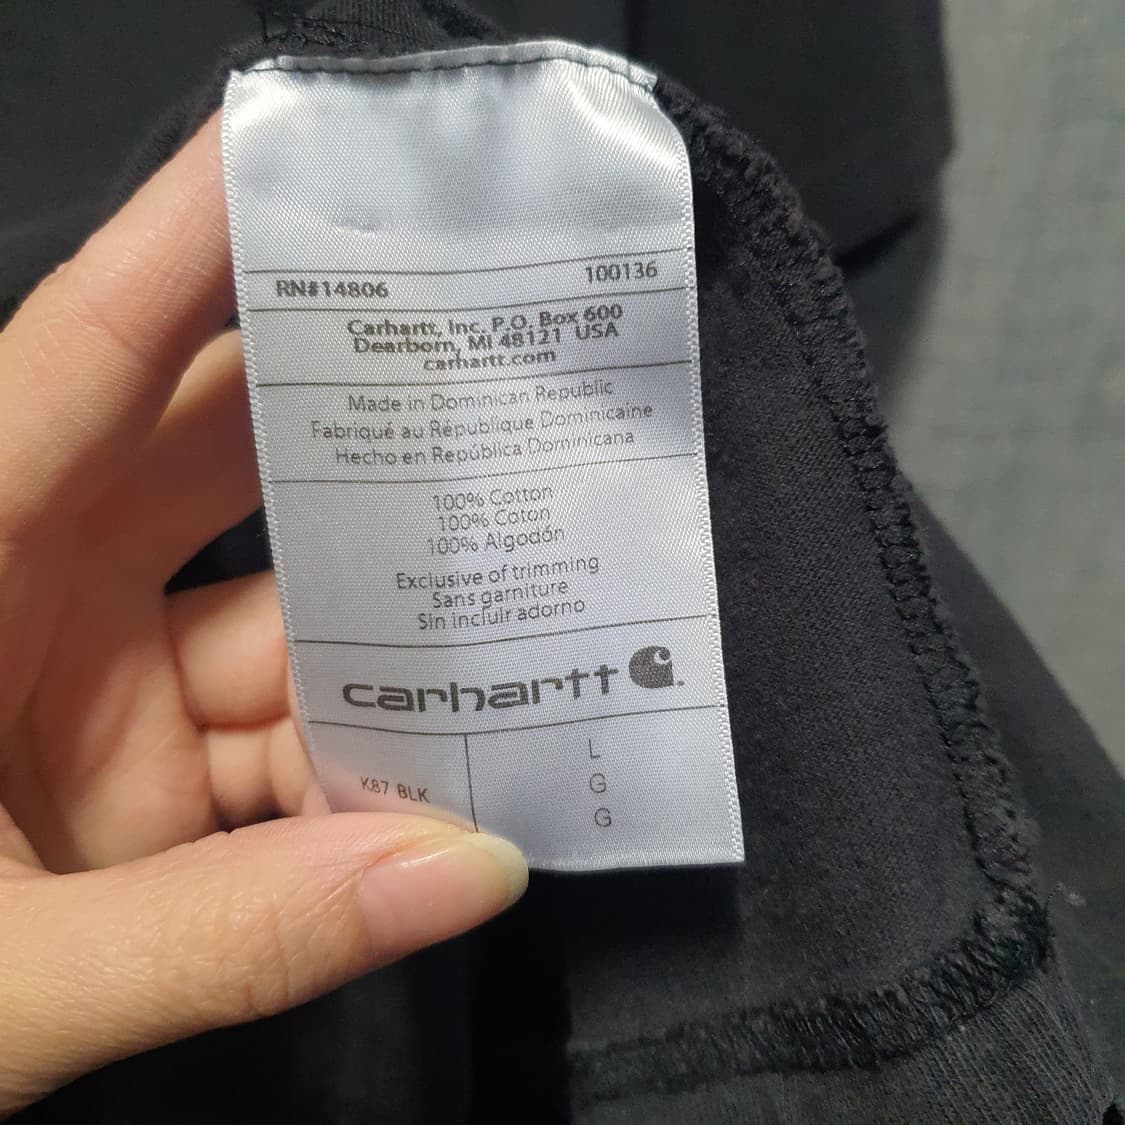 RN#14806 100136
Carhartt, Inc. P.O. Box 600
Dearborn, MI 48121 USA
carhartt.com
Made in Dominican Republic
Fabriqué au République Dominicaine
Hecho en República Dominicana
100% Cotton
100% Coton
100% Algodón
Exclusive of trimming
Sans garniture
Sin incluir adorno
carhartt
K87 BLK
L
G
G